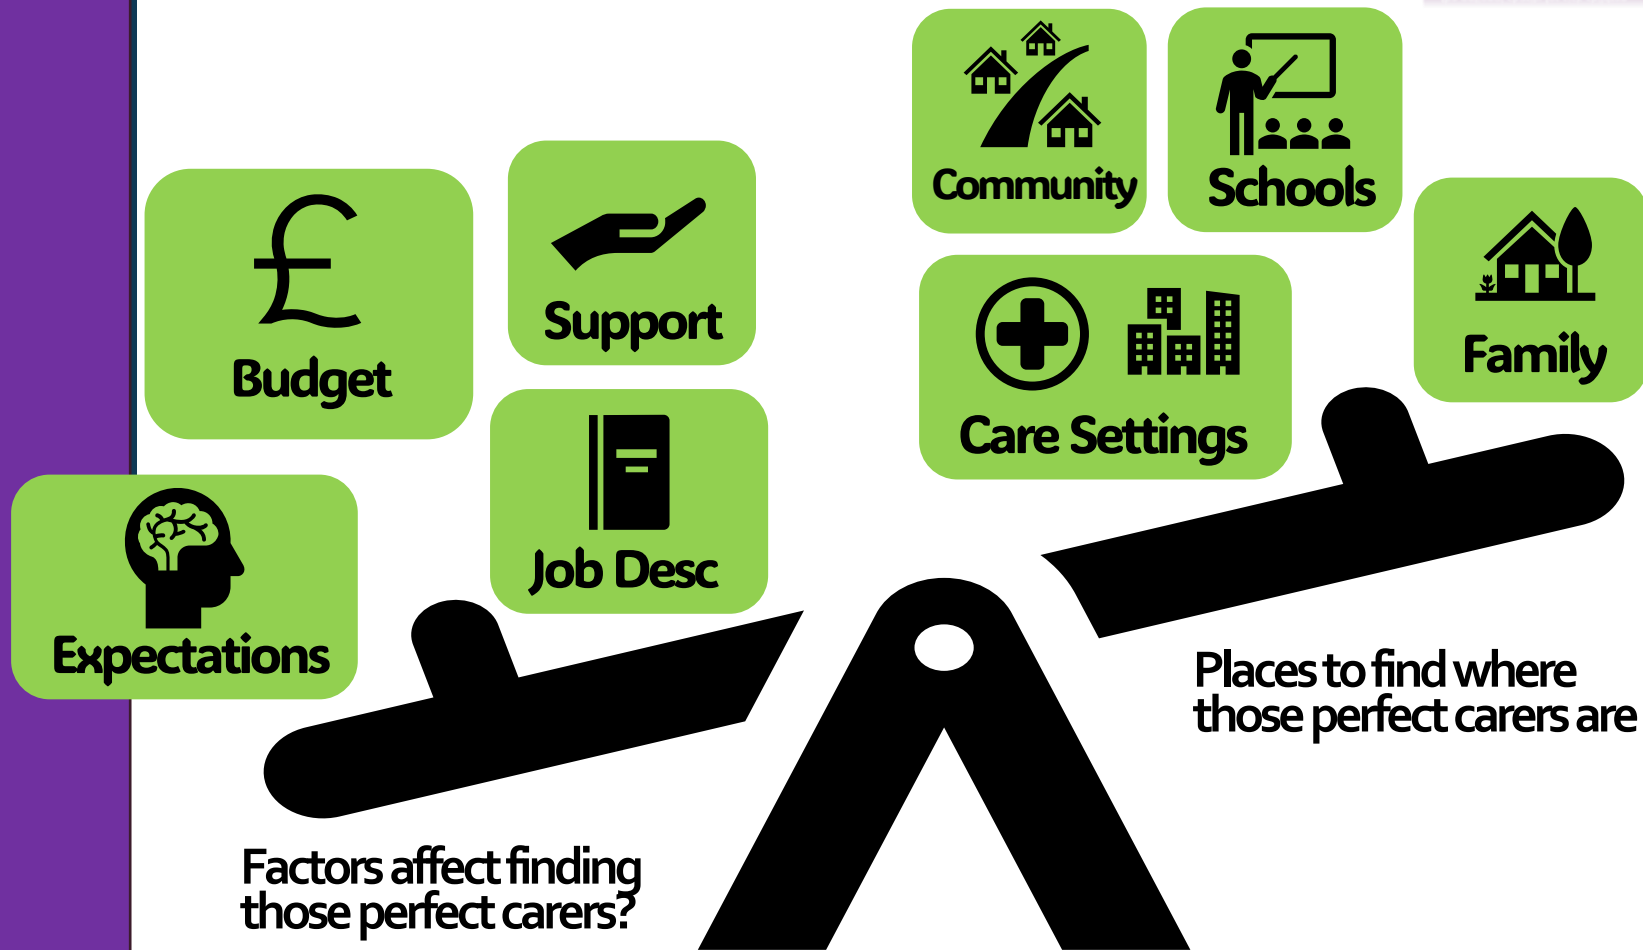 Community
Schools
Support
Family
Budget
Care Settings
Job Desc
Expectations
Places to find where
those perfect carers are
Factors affect finding
those perfect carers?